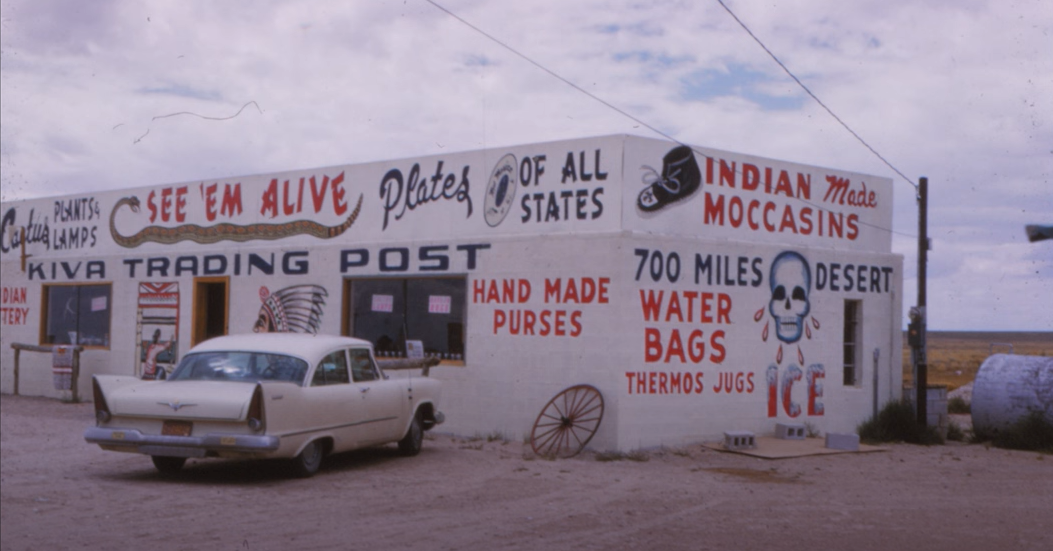 Cactus
PLANTS &
LAMPS
SEE 'EM ALIVE
Plates
OF ALL
STATES
INDIAN Made
MOCCASINS
KIVA TRADING POST
DIAN
TERY
HAND MADE
PURSES
700 MILES DESERT
WATER
BAGS
THERMOS JUGS
ICE